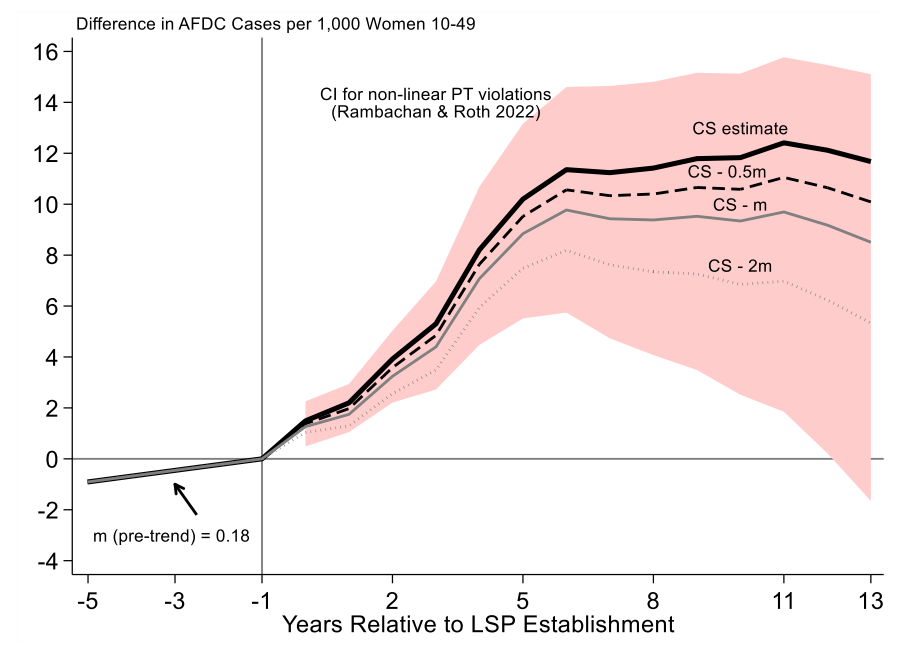 Difference in AFDC Cases per 1,000 Women 10-49
16
14
12
10
8
6
4
2
0
-2
-4
CI for non-linear PT violations
(Rambachan & Roth 2022)
CS estimate
CS - 0.5m
CS - m
CS - 2m
m (pre-trend) = 0.18
-5 -3 -1 2 5 8 11 13
Years Relative to LSP Establishment